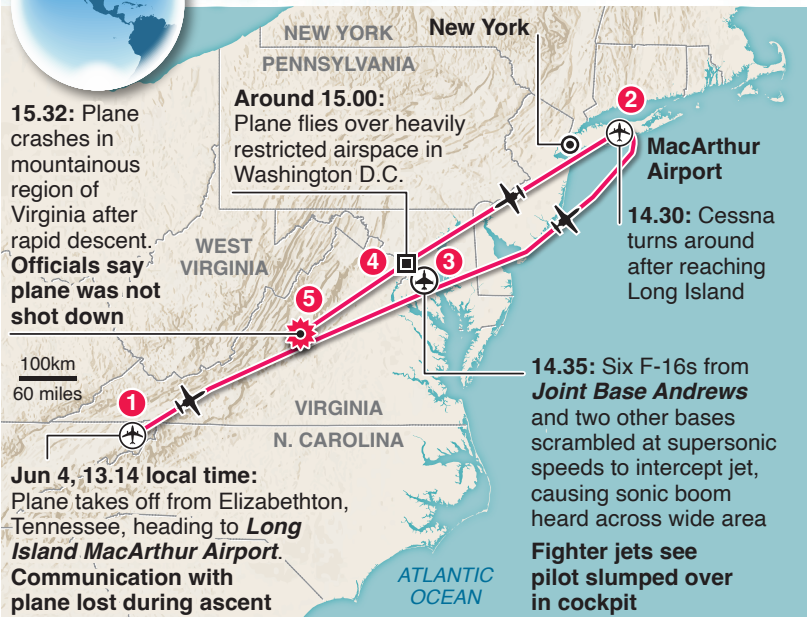 NEW YORK
PENNSYLVANIA
New York
15.32: Plane
crashes in
mountainous
region of
Virginia after
rapid descent.
Officials say
plane was not
shot down
Around 15.00:
Plane flies over heavily
restricted airspace in
Washington D.C.
2
MacArthur
Airport
14.30: Cessna
turns around
after reaching
Long Island
WEST
VIRGINIA
4
3
5
100km
60 miles
1
VIRGINIA
N. CAROLINA
14.35: Six F-16s from
Joint Base Andrews
and two other bases
scrambled at supersonic
speeds to intercept jet,
causing sonic boom
heard across wide area
Fighter jets see
pilot slumped over
in cockpit
Jun 4, 13.14 local time:
Plane takes off from Elizabethton,
Tennessee, heading to Long
Island MacArthur Airport.
Communication with
plane lost during ascent
ATLANTIC
OCEAN